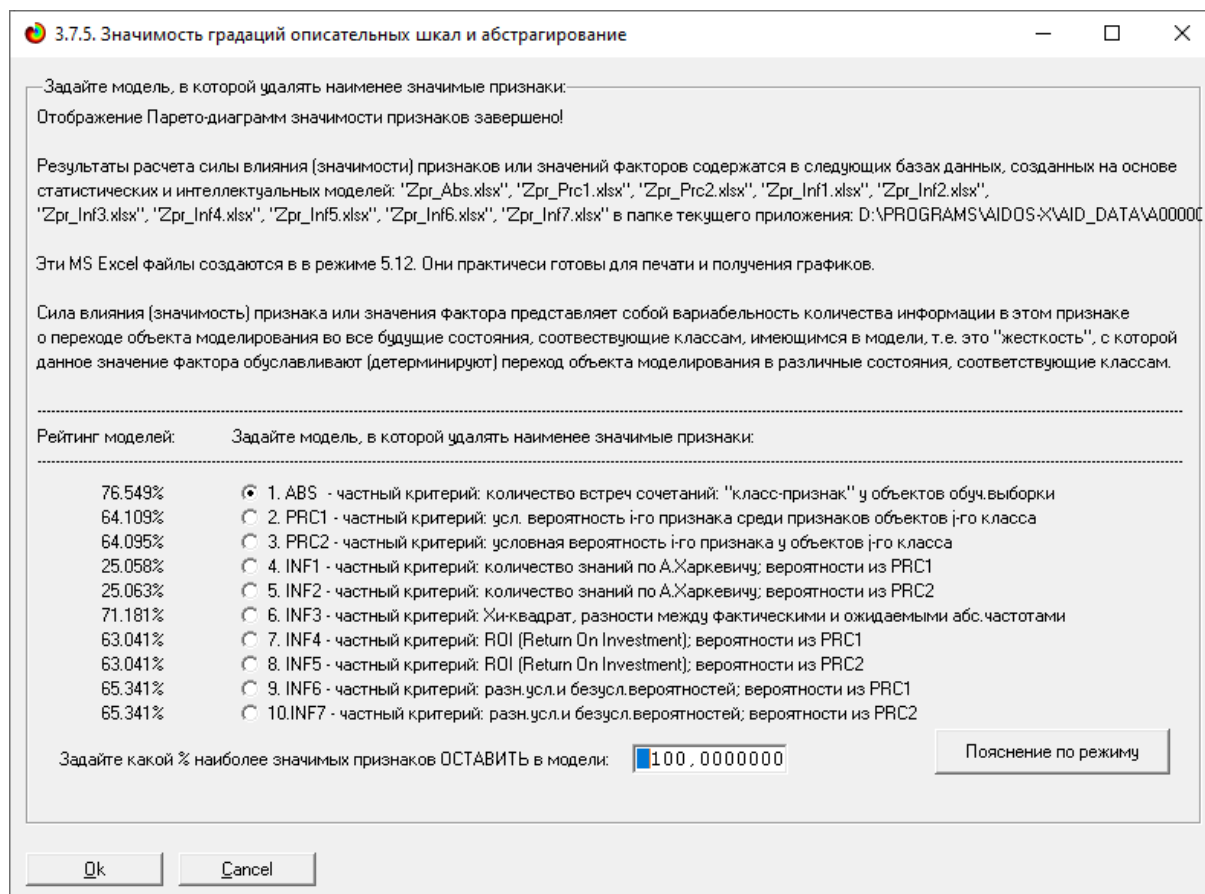 3.7.5. Значимость градаций описательных шкал и абстрагирование
Задайте модель, в которой удалять наименее значимые признаки:
Отображение Парето-диаграмм значимости признаков завершено!
Результаты расчета силы влияния (значимости) признаков или значений факторов содержатся в следующих базах данных, созданных на основе
статистических и интеллектуальных моделей: "Zpr_Abs.xlsx", "Zpr_Prc1.xlsx", "Zpr_Prc2.xlsx", "Zpr_Inf1.xlsx", "Zpr_Inf2.xlsx",
"Zpr_Inf3.xlsx", "Zpr_Inf4.xlsx", "Zpr_Inf5.xlsx", "Zpr_Inf6.xlsx", "Zpr_Inf7.xlsx" в папке текущего приложения: D:\PROGRAMS\AIDOS-X\AID_DATA\A00000
Эти MS Excel файлы создаются в в режиме 5.12. Они практичеси готовы для печати и получения графиков.
Сила влияния (значимость) признака или значения фактора представляет собой вариабельность количества информации в этом признаке
о переходе объекта моделирования во все будущие состояния, соотвествующие классам, имеющимся в модели, т.е. это "жесткость", с которой
данное значение фактора обуславливают (детерминируют) переход объекта моделирования в различные состояния, соответствующие классам.
Рейтинг моделей: Задайте модель, в которой удалять наименее значимые признаки:
76.549% 1. ABS - частный критерий: количество встреч сочетаний: "класс-признак" у объектов обуч.выборки
64.109% 2. PRC1 - частный критерий: усл. вероятность i-го признака среди признаков объектов j-го класса
64.095% 3. PRC2 - частный критерий: условная вероятность i-го признака у объектов j-го класса
25.058% 4. INF1 - частный критерий: количество знаний по А.Харкевичу; вероятности из PRC1
25.063% 5. INF2 - частный критерий: количество знаний по А.Харкевичу; вероятности из PRC2
71.181% 6. INF3 - частный критерий: Хи-квадрат, разности между фактическими и ожидаемыми абс.частотами
63.041% 7. INF4 - частный критерий: ROI (Return On Investment); вероятности из PRC1
63.041% 8. INF5 - частный критерий: ROI (Return On Investment); вероятности из PRC2
65.341% 9. INF6 - частный критерий: разн.усл.и безусл.вероятностей; вероятности из PRC1
65.341% 10.INF7 - частный критерий: разн.усл.и безусл.вероятностей; вероятности из PRC2
Задайте какой % наиболее значимых признаков ОСТАВИТЬ в модели: 100,0000000 Пояснение по режиму
Ok Cancel